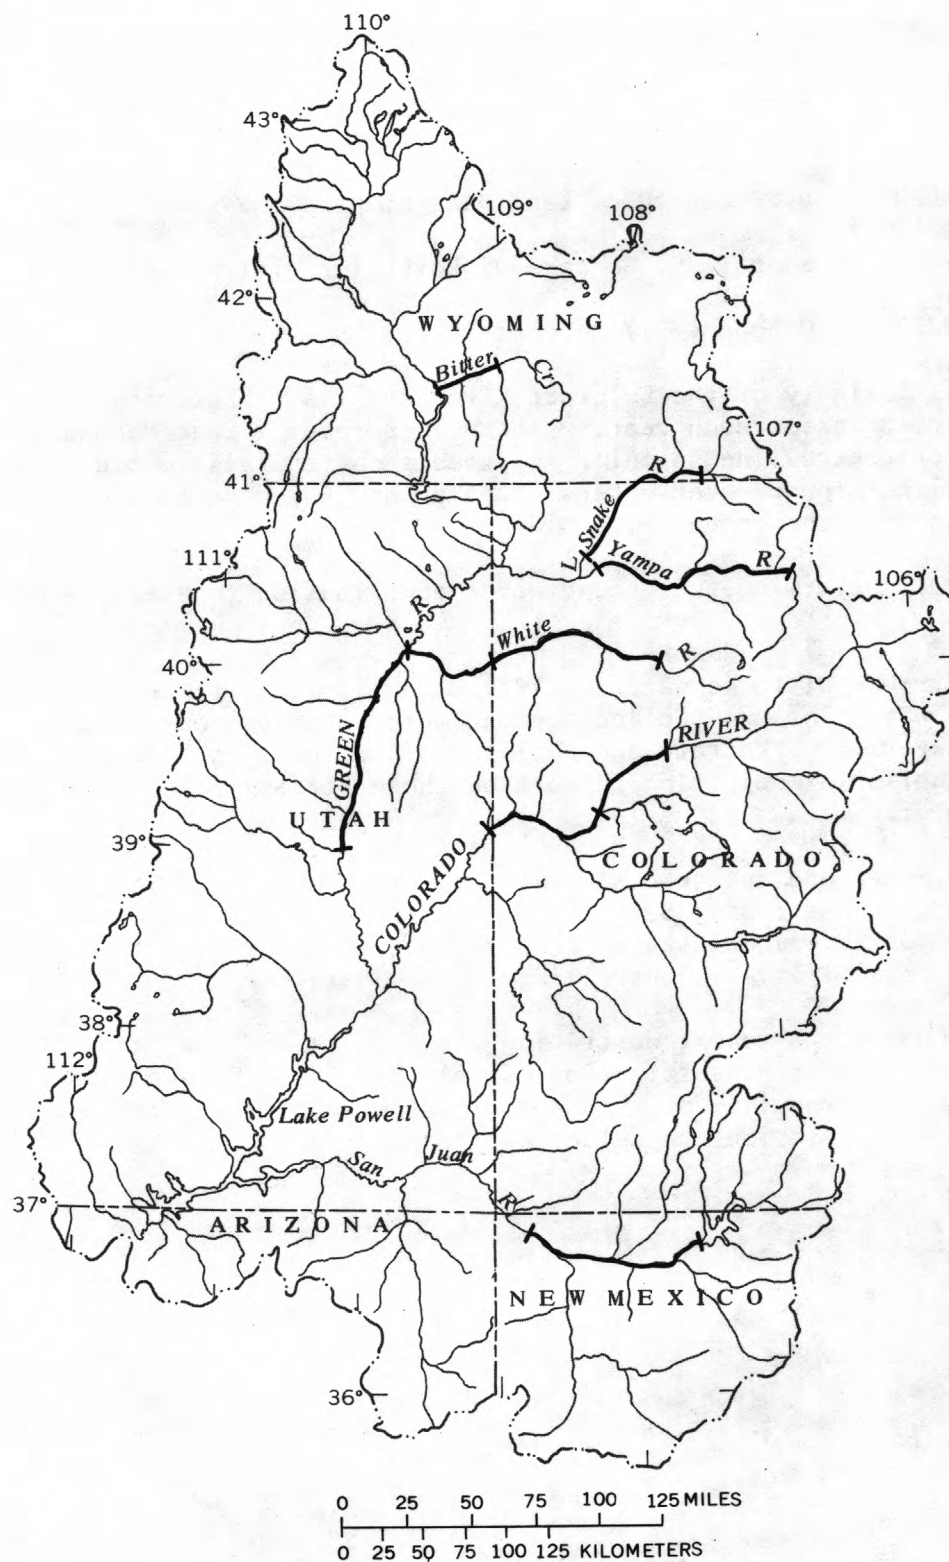 110°
43°
109°
108°
42°
WYOMING
Bitter
Cr
107°
41°
R
L Snake
Yampa R
111°
106°
R
White
R
40°
RIVER
GREEN
UTAH
39°
COLORADO
COLORADO
38°
112°
Lake Powell
San Juan
R
37°
ARIZONA
NEW MEXICO
36°
0 25 50 75 100 125 MILES
0 25 50 75 100 125 KILOMETERS